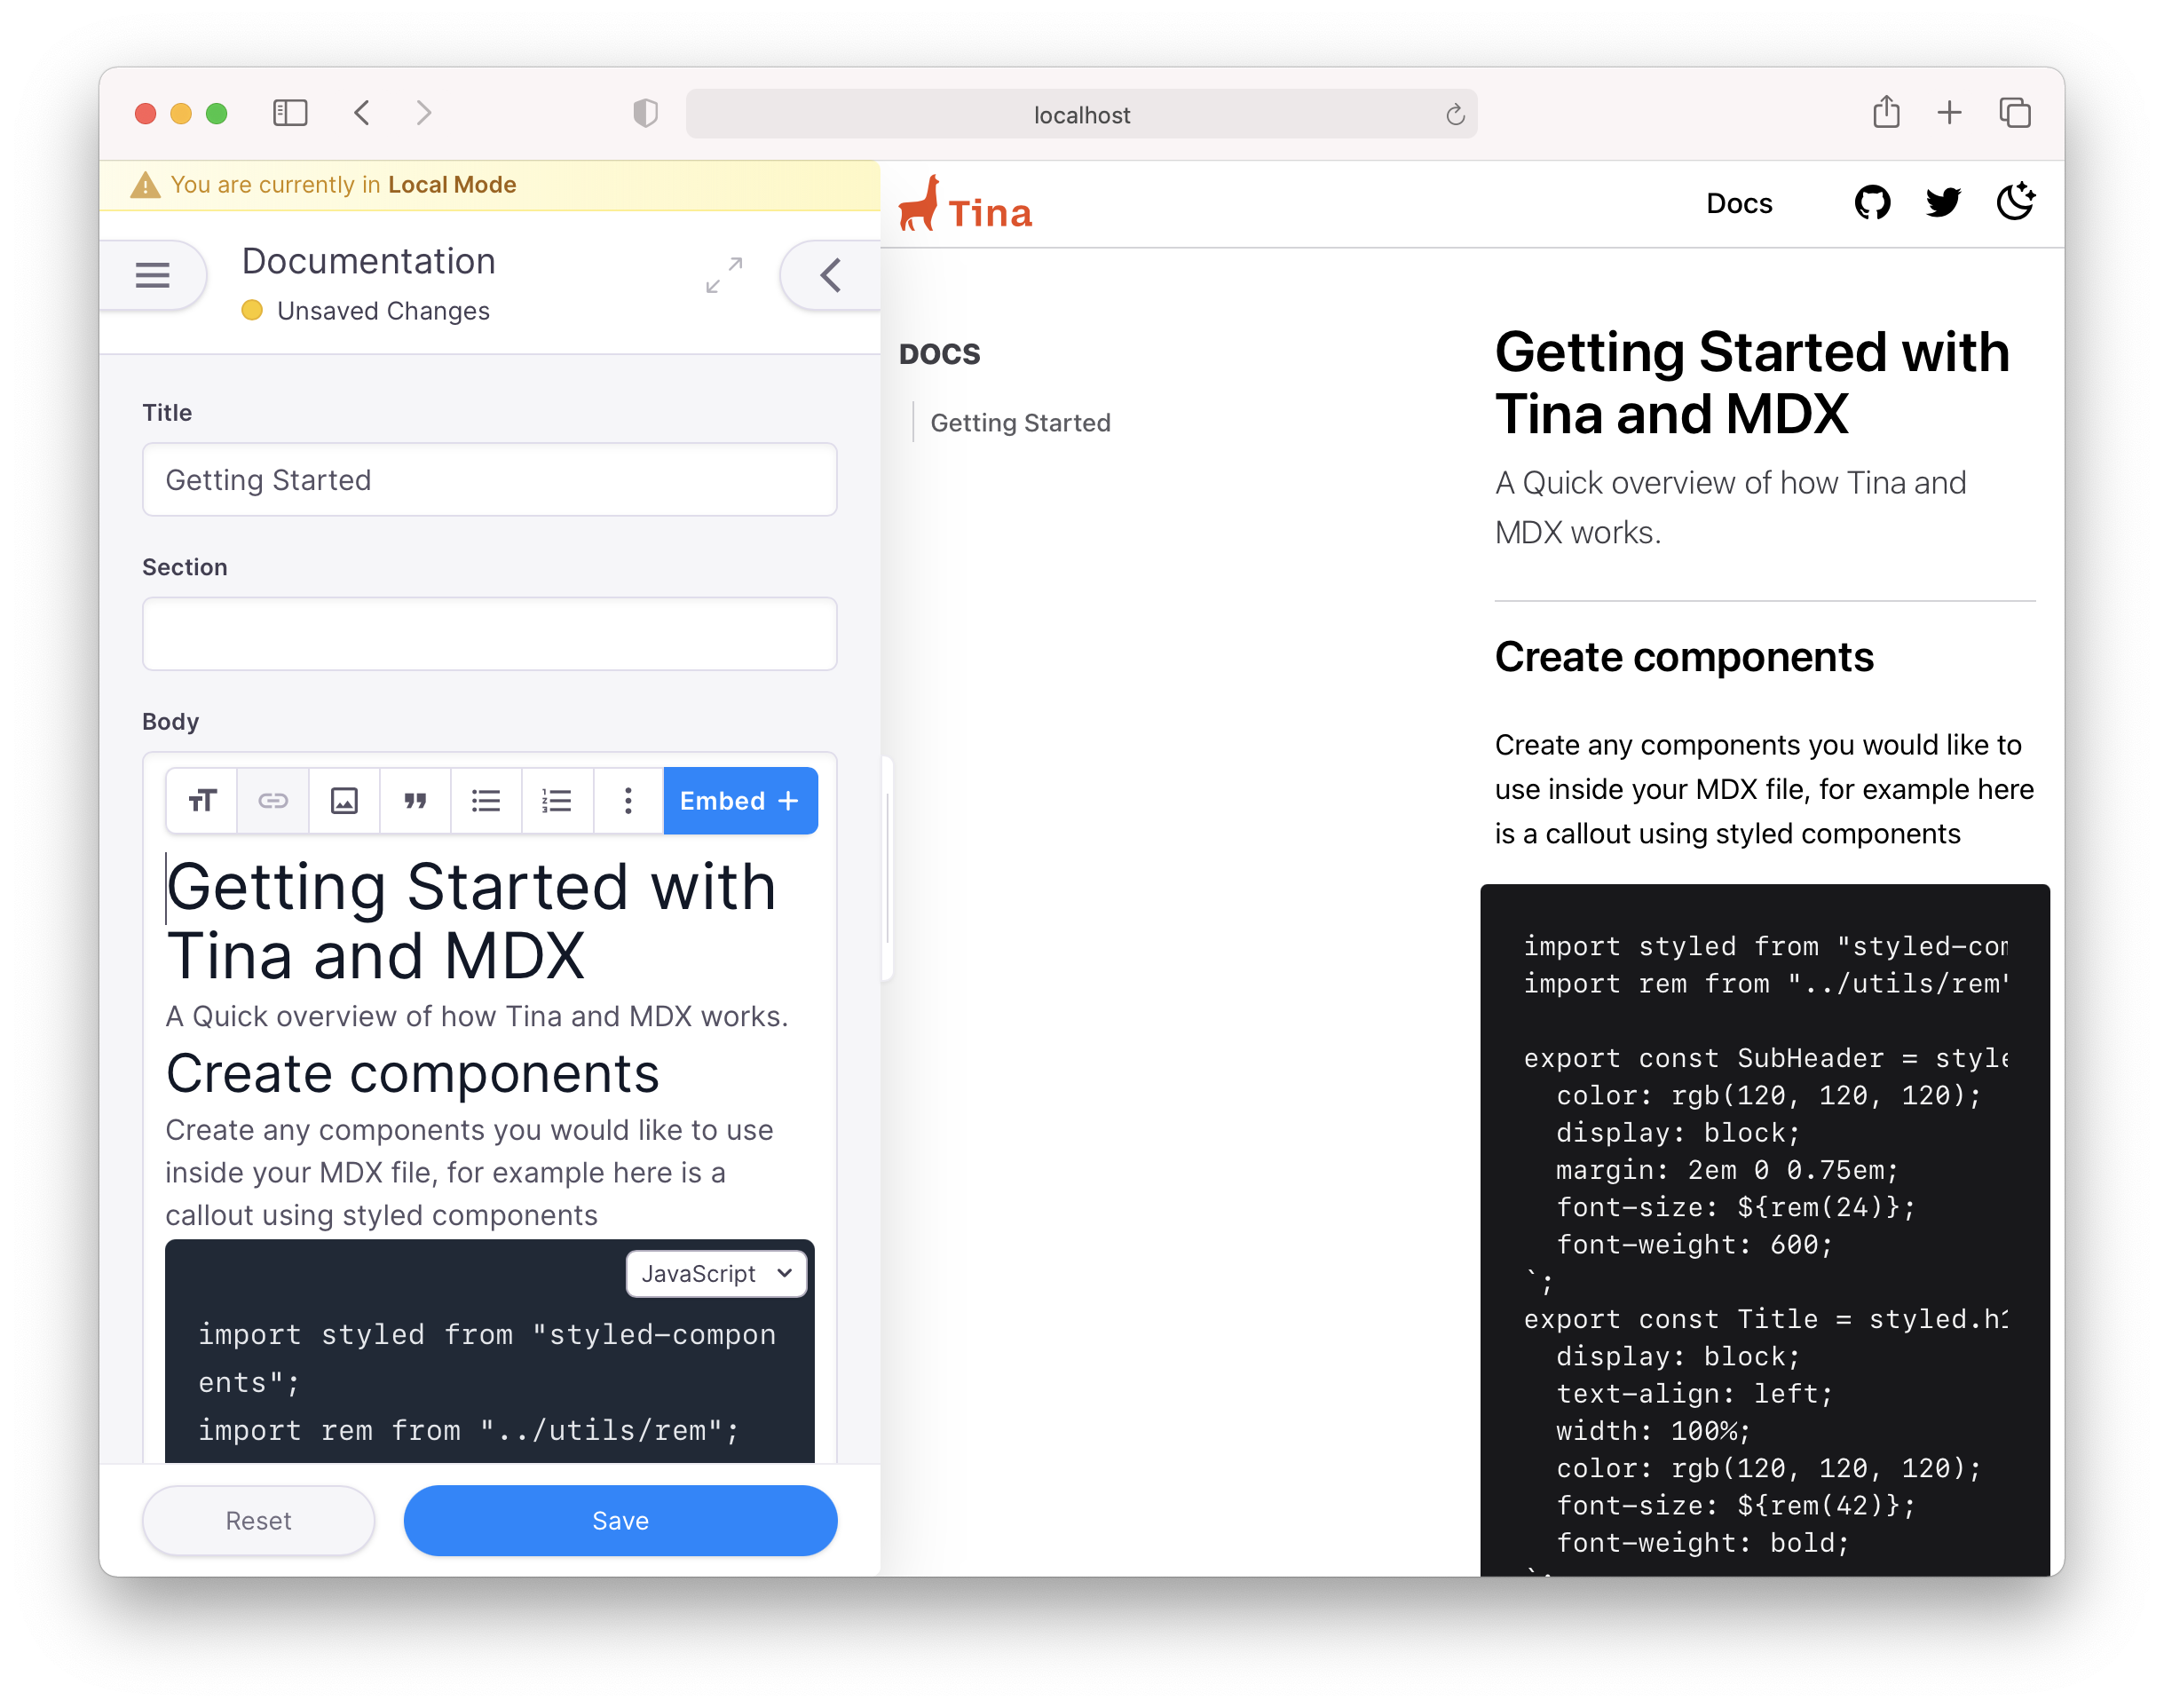 localhost
You are currently in Local Mode
Documentation
Unsaved Changes
Title
Getting Started
Section
Body
Embed +
Getting Started with
Tina and MDX
A Quick overview of how Tina and MDX works.
Create components
Create any components you would like to use
inside your MDX file, for example here is a
callout using styled components
JavaScript
import styled from "styled-compon
ents";
import rem from "../utils/rem";
Reset
Save
Tina
Docs
DOCS
Getting Started
Getting Started with
Tina and MDX
A Quick overview of how Tina and
MDX works.
Create components
Create any components you would like to
use inside your MDX file, for example here
is a callout using styled components
import styled from "styled-com
import rem from "../utils/rem"
export const SubHeader = style
color: rgb(120, 120, 120);
display: block;
margin: 2em 0 0.75em;
font-size: ${rem(24)};
font-weight: 600;
`;
export const Title = styled.h1
display: block;
text-align: left;
width: 100%;
color: rgb(120, 120, 120);
font-size: ${rem(42)};
font-weight: bold;
`;